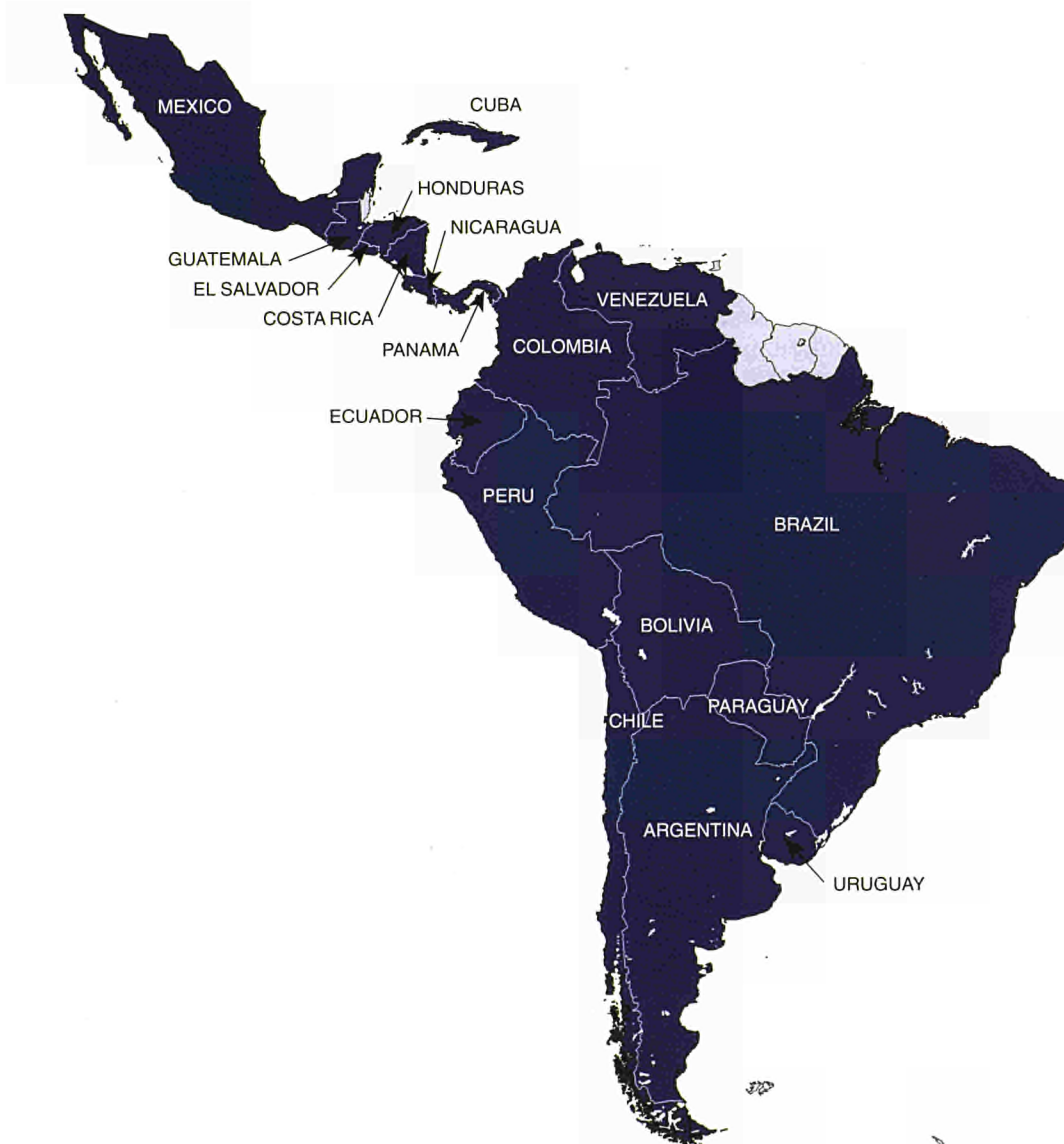 MEXICO
CUBA
HONDURAS
NICARAGUA
GUATEMALA
EL SALVADOR
COSTA RICA
PANAMA
VENEZUELA
COLOMBIA
ECUADOR
PERU
BRAZIL
BOLIVIA
PARAGUAY
CHILE
ARGENTINA
URUGUAY